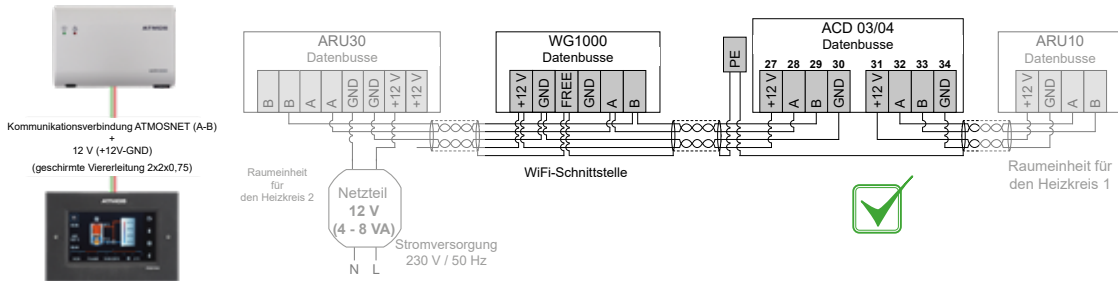 ATMOS
Kommunikationsverbindung ATMOSNET (A-B)
+
12 V (+12V-GND)
(geschirmte Viererleitung 2x2x0,75)
ATMOS
ARU30
Datenbusse
B B A A GND GND +12 V +12 V
Raumeinheit
für
den Heizkreis 2
Netzteil
12 V
(4 - 8 VA)
N L
Stromversorgung
230 V / 50 Hz
WG1000
Datenbusse
+12 V GND FREE GND A B
WiFi-Schnittstelle
PE
ACD 03/04
Datenbusse
27 28 29 30 31 32 33 34
+12 V A B GND +12 V A B GND
ARU10
Datenbusse
+12 V GND A A B B
Raumeinheit für
den Heizkreis 1